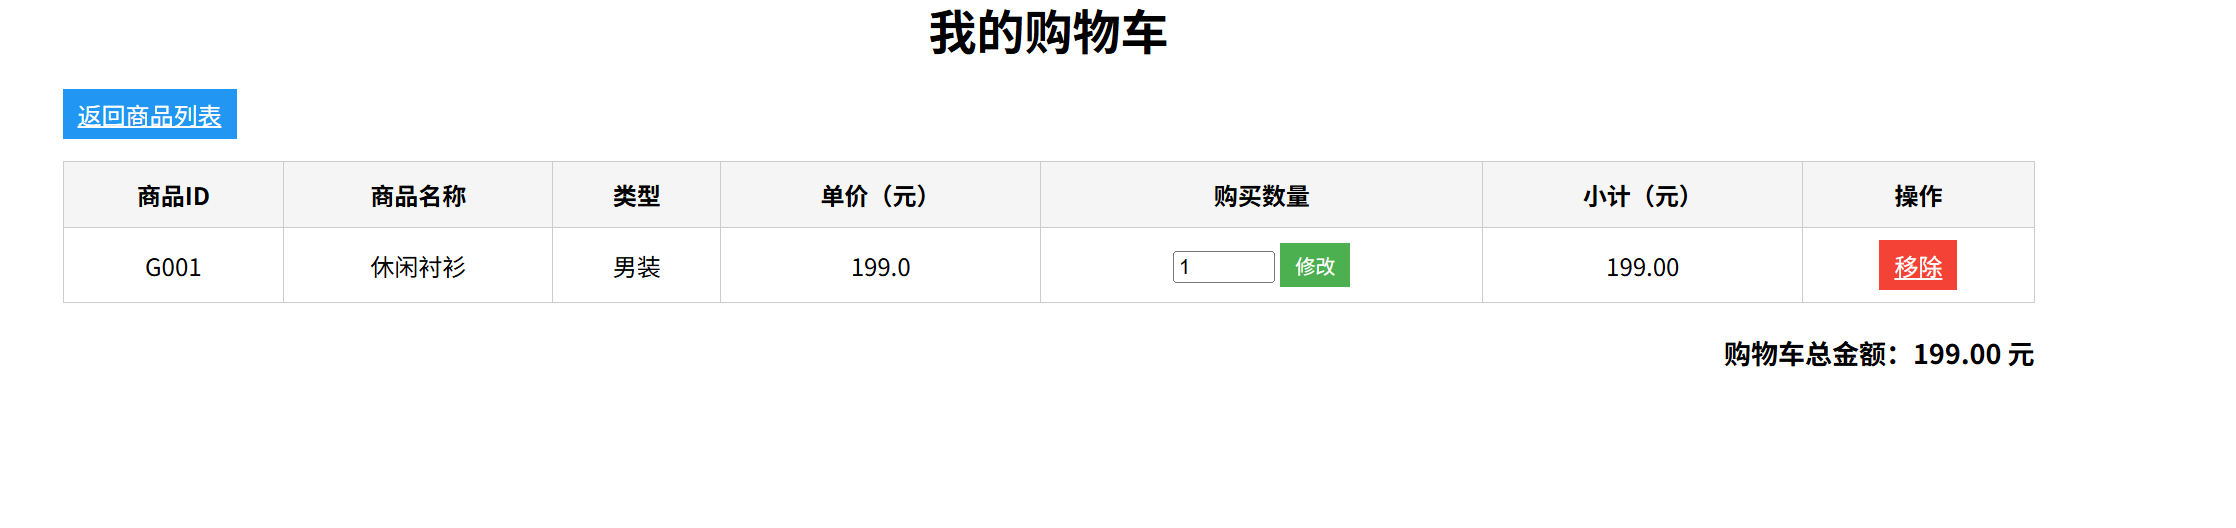 我的购物车
返回商品列表
商品ID 商品名称 类型 单价（元） 购买数量 小计（元） 操作
G001 休闲衬衫 男装 199.0 1 修改 199.00 移除
购物车总金额：199.00 元